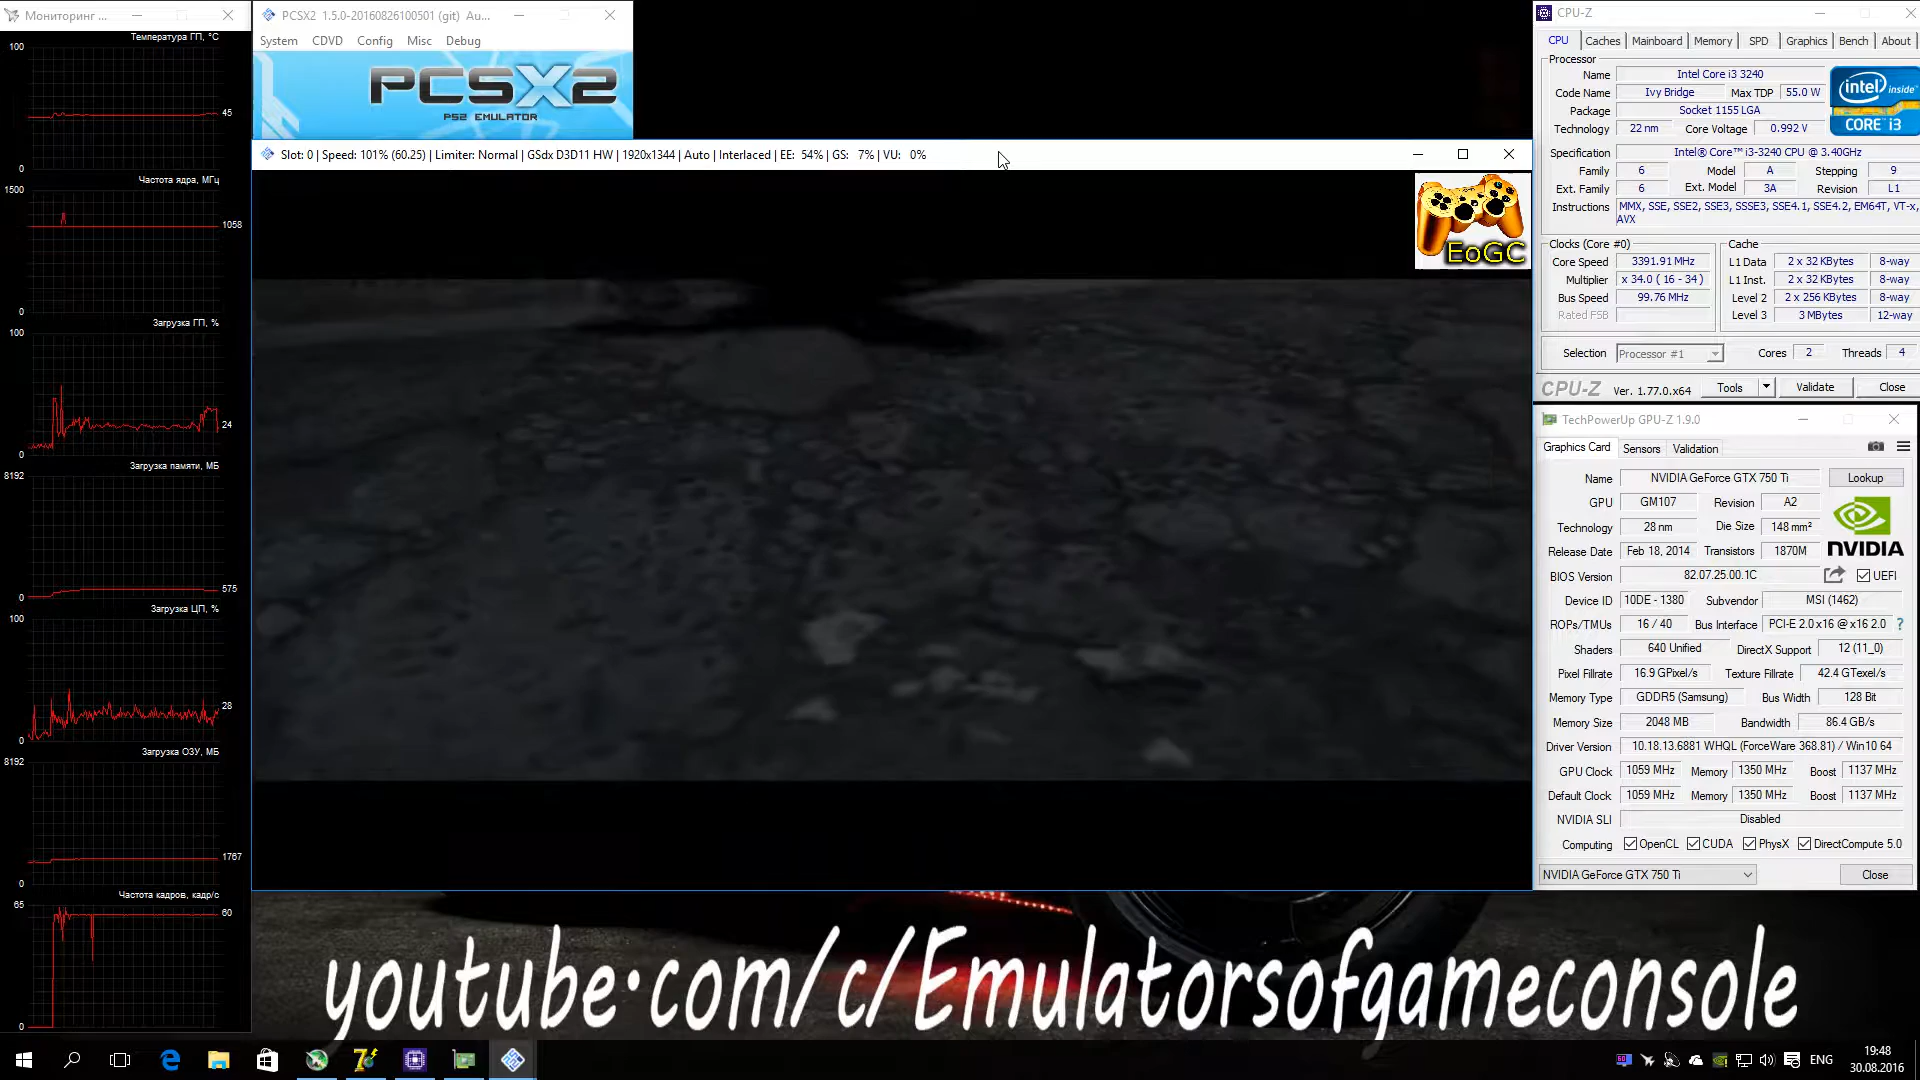 Мониторинг ...
Температура ГП, °C
100
45
0
Частота ядра, МГц
1500
1058
0
Загрузка ГП, %
100
24
0
Загрузка памяти, МБ
8192
575
0
Загрузка ЦП, %
100
28
0
Загрузка ОЗУ, МБ
8192
1767
0
Частота кадров, кадр/с
65
60
0
PCSX2 1.5.0-20160826100501 (git) Au...
System CDVD Config Misc Debug
PCSX2
PS2 EMULATOR
Slot: 0 | Speed: 101% (60.25) | Limiter: Normal | GSdx D3D11 HW | 1920x1344 | Auto | Interlaced | EE: 54% | GS: 7% | VU: 0%
EoGC
CPU-Z
CPU Caches Mainboard Memory SPD Graphics Bench About
Processor
Name Intel Core i3 3240
Code Name Ivy Bridge Max TDP 55.0 W
Package Socket 1155 LGA
Technology 22 nm Core Voltage 0.992 V
intel inside
CORE i3
Specification Intel® Core™ i3-3240 CPU @ 3.40GHz
Family 6 Model A Stepping 9
Ext. Family 6 Ext. Model 3A Revision L1
Instructions MMX, SSE, SSE2, SSE3, SSSE3, SSE4.1, SSE4.2, EM64T, VT-x,
AVX
Clocks (Core #0) Cache
Core Speed 3391.91 MHz L1 Data 2 x 32 KBytes 8-way
Multiplier x 34.0 ( 16 - 34 ) L1 Inst. 2 x 32 KBytes 8-way
Bus Speed 99.76 MHz Level 2 2 x 256 KBytes 8-way
Rated FSB Level 3 3 MBytes 12-way
Selection Processor #1 Cores 2 Threads 4
CPU-Z Ver. 1.77.0.x64 Tools Validate Close
TechPowerUp GPU-Z 1.9.0
Graphics Card Sensors Validation
Name NVIDIA GeForce GTX 750 Ti Lookup
GPU GM107 Revision A2
Technology 28 nm Die Size 148 mm²
Release Date Feb 18, 2014 Transistors 1870M
NVIDIA
BIOS Version 82.07.25.00.1C UEFI
Device ID 10DE - 1380 Subvendor MSI (1462)
ROPs/TMUs 16 / 40 Bus Interface PCI-E 2.0 x16 @ x16 2.0 ?
Shaders 640 Unified DirectX Support 12 (11_0)
Pixel Fillrate 16.9 GPixel/s Texture Fillrate 42.4 GTexel/s
Memory Type GDDR5 (Samsung) Bus Width 128 Bit
Memory Size 2048 MB Bandwidth 86.4 GB/s
Driver Version 10.18.13.6881 WHQL (ForceWare 368.81) / Win10 64
GPU Clock 1059 MHz Memory 1350 MHz Boost 1137 MHz
Default Clock 1059 MHz Memory 1350 MHz Boost 1137 MHz
NVIDIA SLI Disabled
Computing OpenCL CUDA PhysX DirectCompute 5.0
NVIDIA GeForce GTX 750 Ti Close
youtube.com/c/Emulatorsofgameconsole
ENG
19:48
30.08.2016